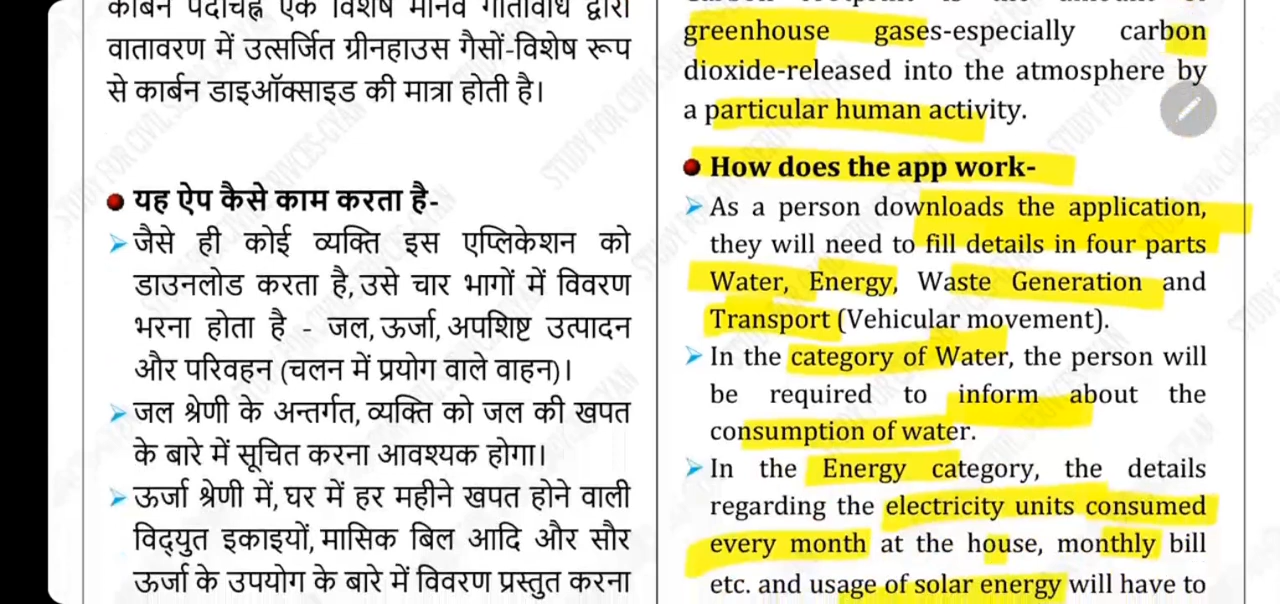 कार्बन पदचिह्न एक विशेष मानव गतिविधि द्वारा
वातावरण में उत्सर्जित ग्रीनहाउस गैसों-विशेष रूप
से कार्बन डाइऑक्साइड की मात्रा होती है।
यह ऐप कैसे काम करता है-
जैसे ही कोई व्यक्ति इस एप्लिकेशन को
डाउनलोड करता है, उसे चार भागों में विवरण
भरना होता है - जल, ऊर्जा, अपशिष्ट उत्पादन
और परिवहन (चलन में प्रयोग वाले वाहन)।
जल श्रेणी के अन्तर्गत, व्यक्ति को जल की खपत
के बारे में सूचित करना आवश्यक होगा।
ऊर्जा श्रेणी में, घर में हर महीने खपत होने वाली
विद्युत इकाइयों, मासिक बिल आदि और सौर
ऊर्जा के उपयोग के बारे में विवरण प्रस्तुत करना
greenhouse gases-especially carbon
dioxide-released into the atmosphere by
a particular human activity.
How does the app work-
As a person downloads the application,
they will need to fill details in four parts
Water, Energy, Waste Generation and
Transport (Vehicular movement).
In the category of Water, the person will
be required to inform about the
consumption of water.
In the Energy category, the details
regarding the electricity units consumed
every month at the house, monthly bill
etc. and usage of solar energy will have to